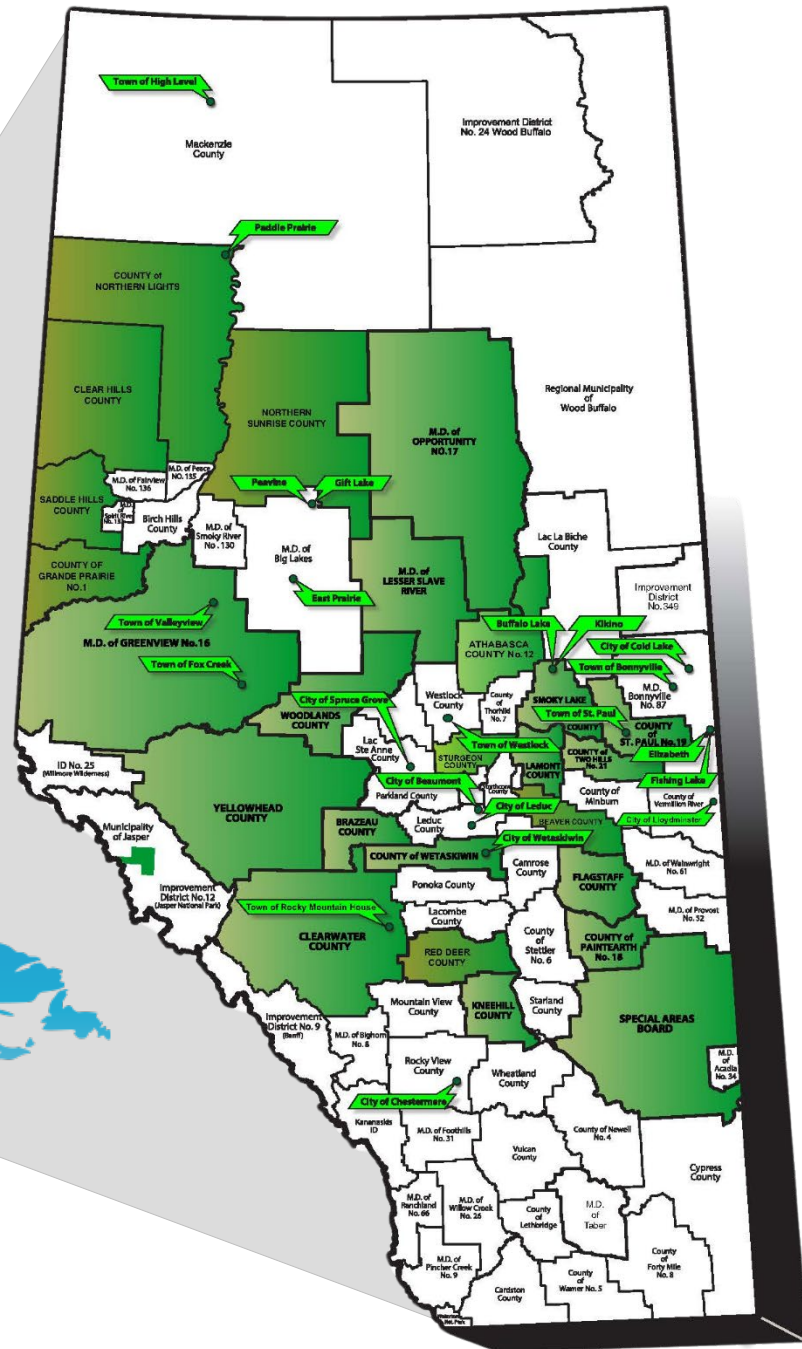 Town of High Level
Mackenzie
County
Improvement District
No. 24 Wood Buffalo
Paddle Prairie
COUNTY of
NORTHERN LIGHTS
CLEAR HILLS
COUNTY
NORTHERN
SUNRISE COUNTY
M.D. of
OPPORTUNITY
NO.17
Regional Municipality
of
Wood Buffalo
M.D. of Fairview
No. 136
M.D. of Peace
No. 135
SADDLE HILLS
COUNTY
M.D.
of
Spirit River
No. 133
Birch Hills
County
M.D. of
Smoky River
No. 130
Peavine
Gift Lake
M.D. of
Big Lakes
East Prairie
M.D. of
LESSER SLAVE
RIVER
Lac La Biche
County
Improvement
District
No. 349
COUNTY OF
GRANDE PRAIRIE
NO.1
Town of Valleyview
M.D. of GREENVIEW No.16
Town of Fox Creek
Buffalo Lake
Kikino
ATHABASCA
COUNTY No. 12
City of Cold Lake
Town of Bonnyville
M.D.
Bonnyville
No. 87
City of Spruce Grove
WOODLANDS
COUNTY
Westlock
County
County
of
Thorhild
No. 7
SMOKY LAKE
COUNTY
Town of St. Paul
COUNTY
of
ST. PAUL No.19
Town of Westlock
Lac
Ste Anne
County
STURGEON
COUNTY
COUNTY of
TWO HILLS
No. 21
Elizabeth
Fishing Lake
ID No. 25
(Willmore Wilderness)
City of Beaumont
LAMONT
COUNTY
Parkland County
County of
Minburn
County of
Vermilion River
City of Lloydminster
YELLOWHEAD
COUNTY
BRAZEAU
COUNTY
Leduc
County
City of Leduc
BEAVER COUNTY
City of Wetaskiwin
Municipality
of Jasper
COUNTY OF WETASKIWIN
Camrose
County
M.D. of Wainwright
No. 61
Improvement
District No.12
(Jasper National Park)
Ponoka County
FLAGSTAFF
COUNTY
Town of Rocky Mountain House
Lacombe
County
M.D. of Provost
No. 52
CLEARWATER
COUNTY
County
of
Stettler
No. 6
COUNTY of
PAINTEARTH
No. 18
RED DEER
COUNTY
Mountain View
County
KNEEHILL
COUNTY
Starland
County
SPECIAL AREAS
BOARD
Improvement
District No. 9
(Banff)
M.D. of Bighorn
No. 8
Rocky View
County
Wheatland
County
M.D.
of
Acadia
No. 34
City of Chestermere
Kananaskis
ID
M.D. of Foothills
No. 31
Vulcan
County
County of Newell
No. 4
Cypress
County
M.D. of
Ranchland
No. 66
M.D. of
Willow Creek
No. 26
County
of
Lethbridge
M.D.
of
Taber
M.D. of
Pincher Creek
No. 9
County
of
Forty Mile
No. 8
Cardston
County
County
of
Warner No. 5